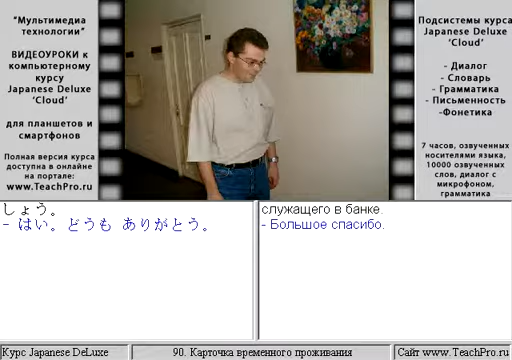 "Мультимедиа
технологии"
ВИДЕОУРОКИ к
компьютерному
курсу
Japanese Deluxe
'Cloud'
для планшетов и
смартфонов
Полная версия курса
доступна в онлайне
на портале:
www.TeachPro.ru
Подсистемы курса
Japanese Deluxe
'Cloud'
- Диалог
- Словарь
- Грамматика
- Письменность
-Фонетика
7 часов, озвученных
носителями языка,
10000 озвученных
слов, диалог с
микрофоном,
грамматика
しょう。
- はい。どうも ありがとう。
служащего в банке.
- Большое спасибо.
Курс Japanese DeLuxe
90. Карточка временного проживания
Сайт www.TeachPro.ru